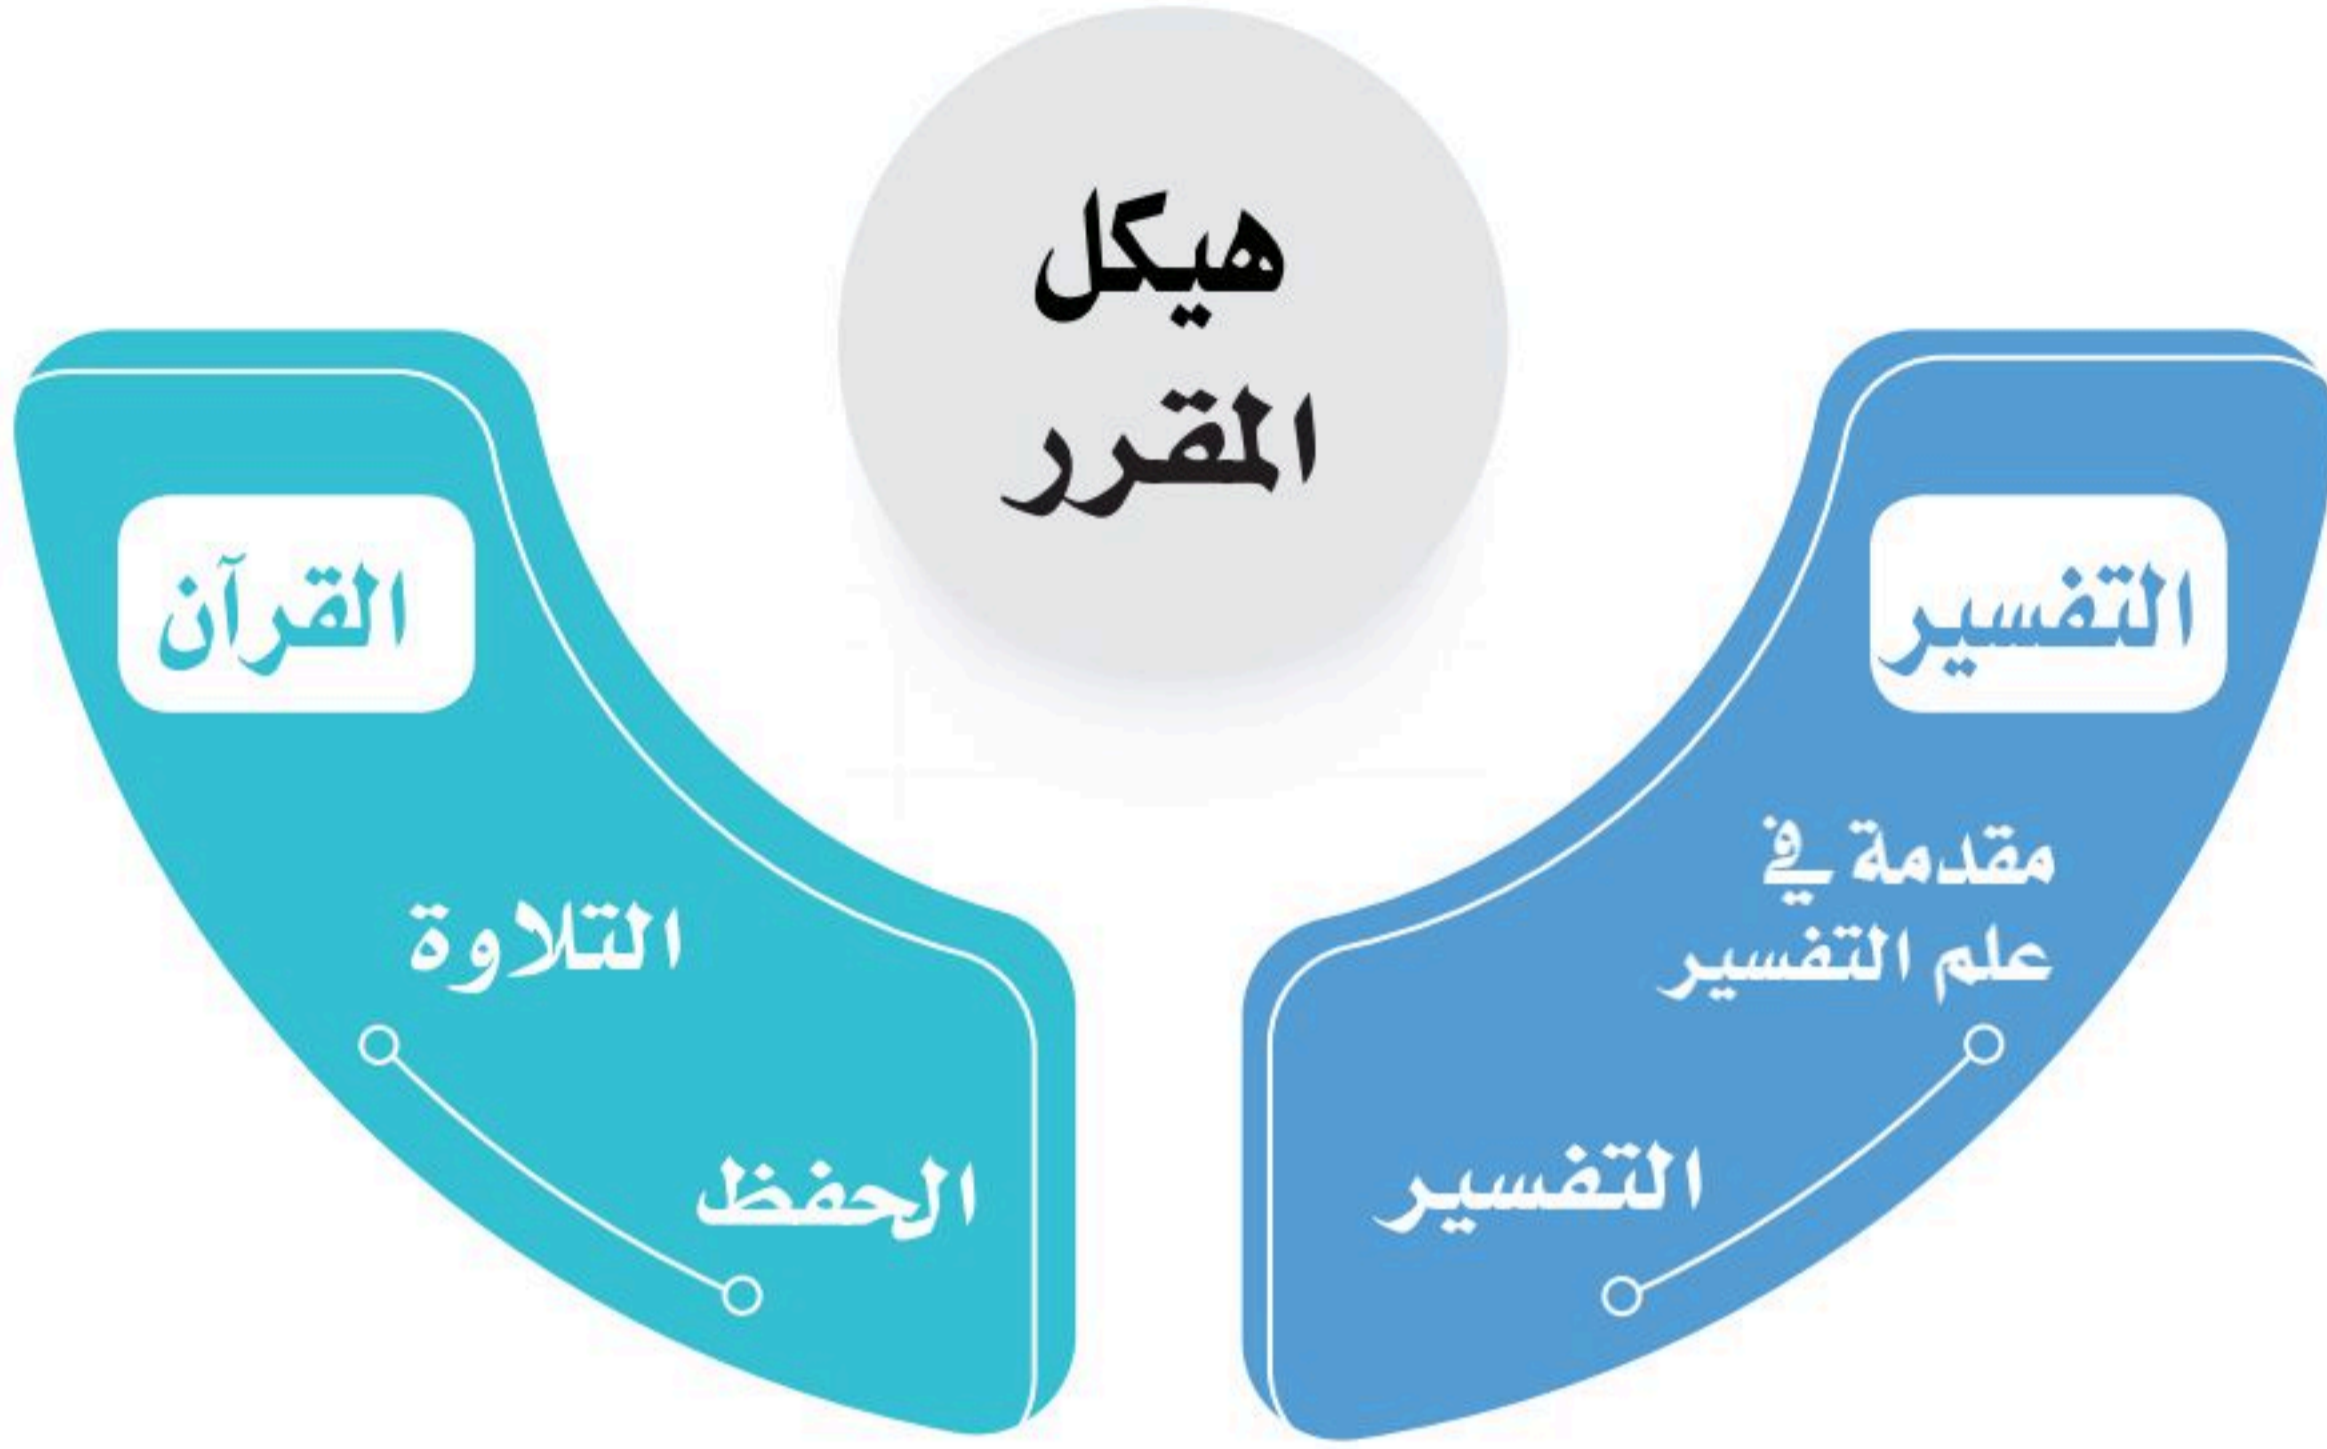 هيكل
المقرر
التفسير
مقدمة في
علم التفسير
التفسير
القرآن
التلاوة
الحفظ